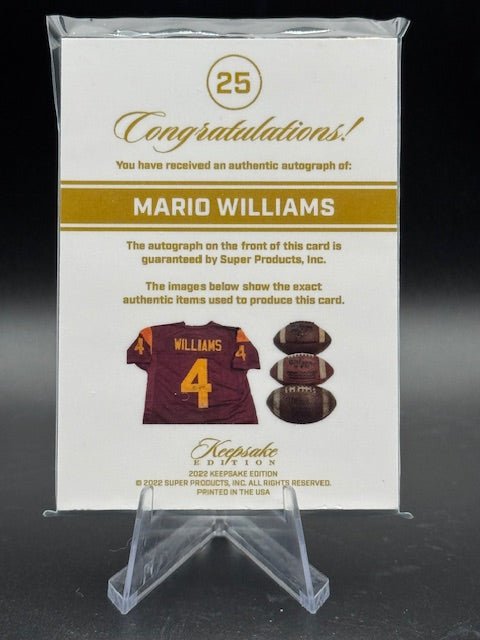 25
Congratulations!
You have received an authentic autograph of:
MARIO WILLIAMS
The autograph on the front of this card is
guaranteed by Super Products, Inc.
The images below show the exact
authentic items used to produce this card.
WILLIAMS
4 4 4
Keepsake
EDITION
2022 KEEPSAKE EDITION
© 2022 SUPER PRODUCTS, INC. ALL RIGHTS RESERVED.
PRINTED IN THE USA